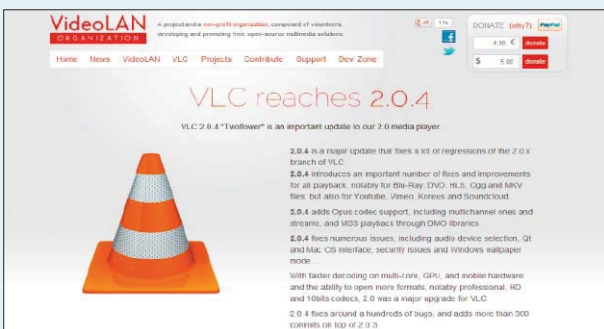 VideoLAN
ORGANIZATION
A project and a non-profit organization, composed of volunteers,
developing and promoting free, open-source multimedia solutions.
DONATE (why?) PayPal
€ donate
$ donate
Home News VideoLAN VLC Projects Contribute Support Dev' Zone
VLC reaches 2.0.4
VLC 2.0.4 "Twoflower" is an important update to our 2.0 media player.
2.0.4 is a major update that fixes a lot of regressions of the 2.0.x
branch of VLC.
2.0.4 introduces an important number of fixes and improvements
for all playback, notably for Blu-Ray, DVD, HLS, Ogg and MKV
files, but also for Youtube, Vimeo, Koreus and Soundcloud.
2.0.4 adds Opus codec support, including multichannel ones and
streams, and MSS playback through DMO libraries.
2.0.4 fixes numerous issues, including audio device selection, Qt
and Mac OS interface, security issues and Windows wallpaper
mode...
With faster decoding on multi-core, GPU, and mobile hardware
and the ability to open more formats, notably professional, HD
and 10bits codecs, 2.0 was a major upgrade for VLC.
2.0.4 fixes around a hundreds of bugs, and adds more than 300
commits on top of 2.0.3.